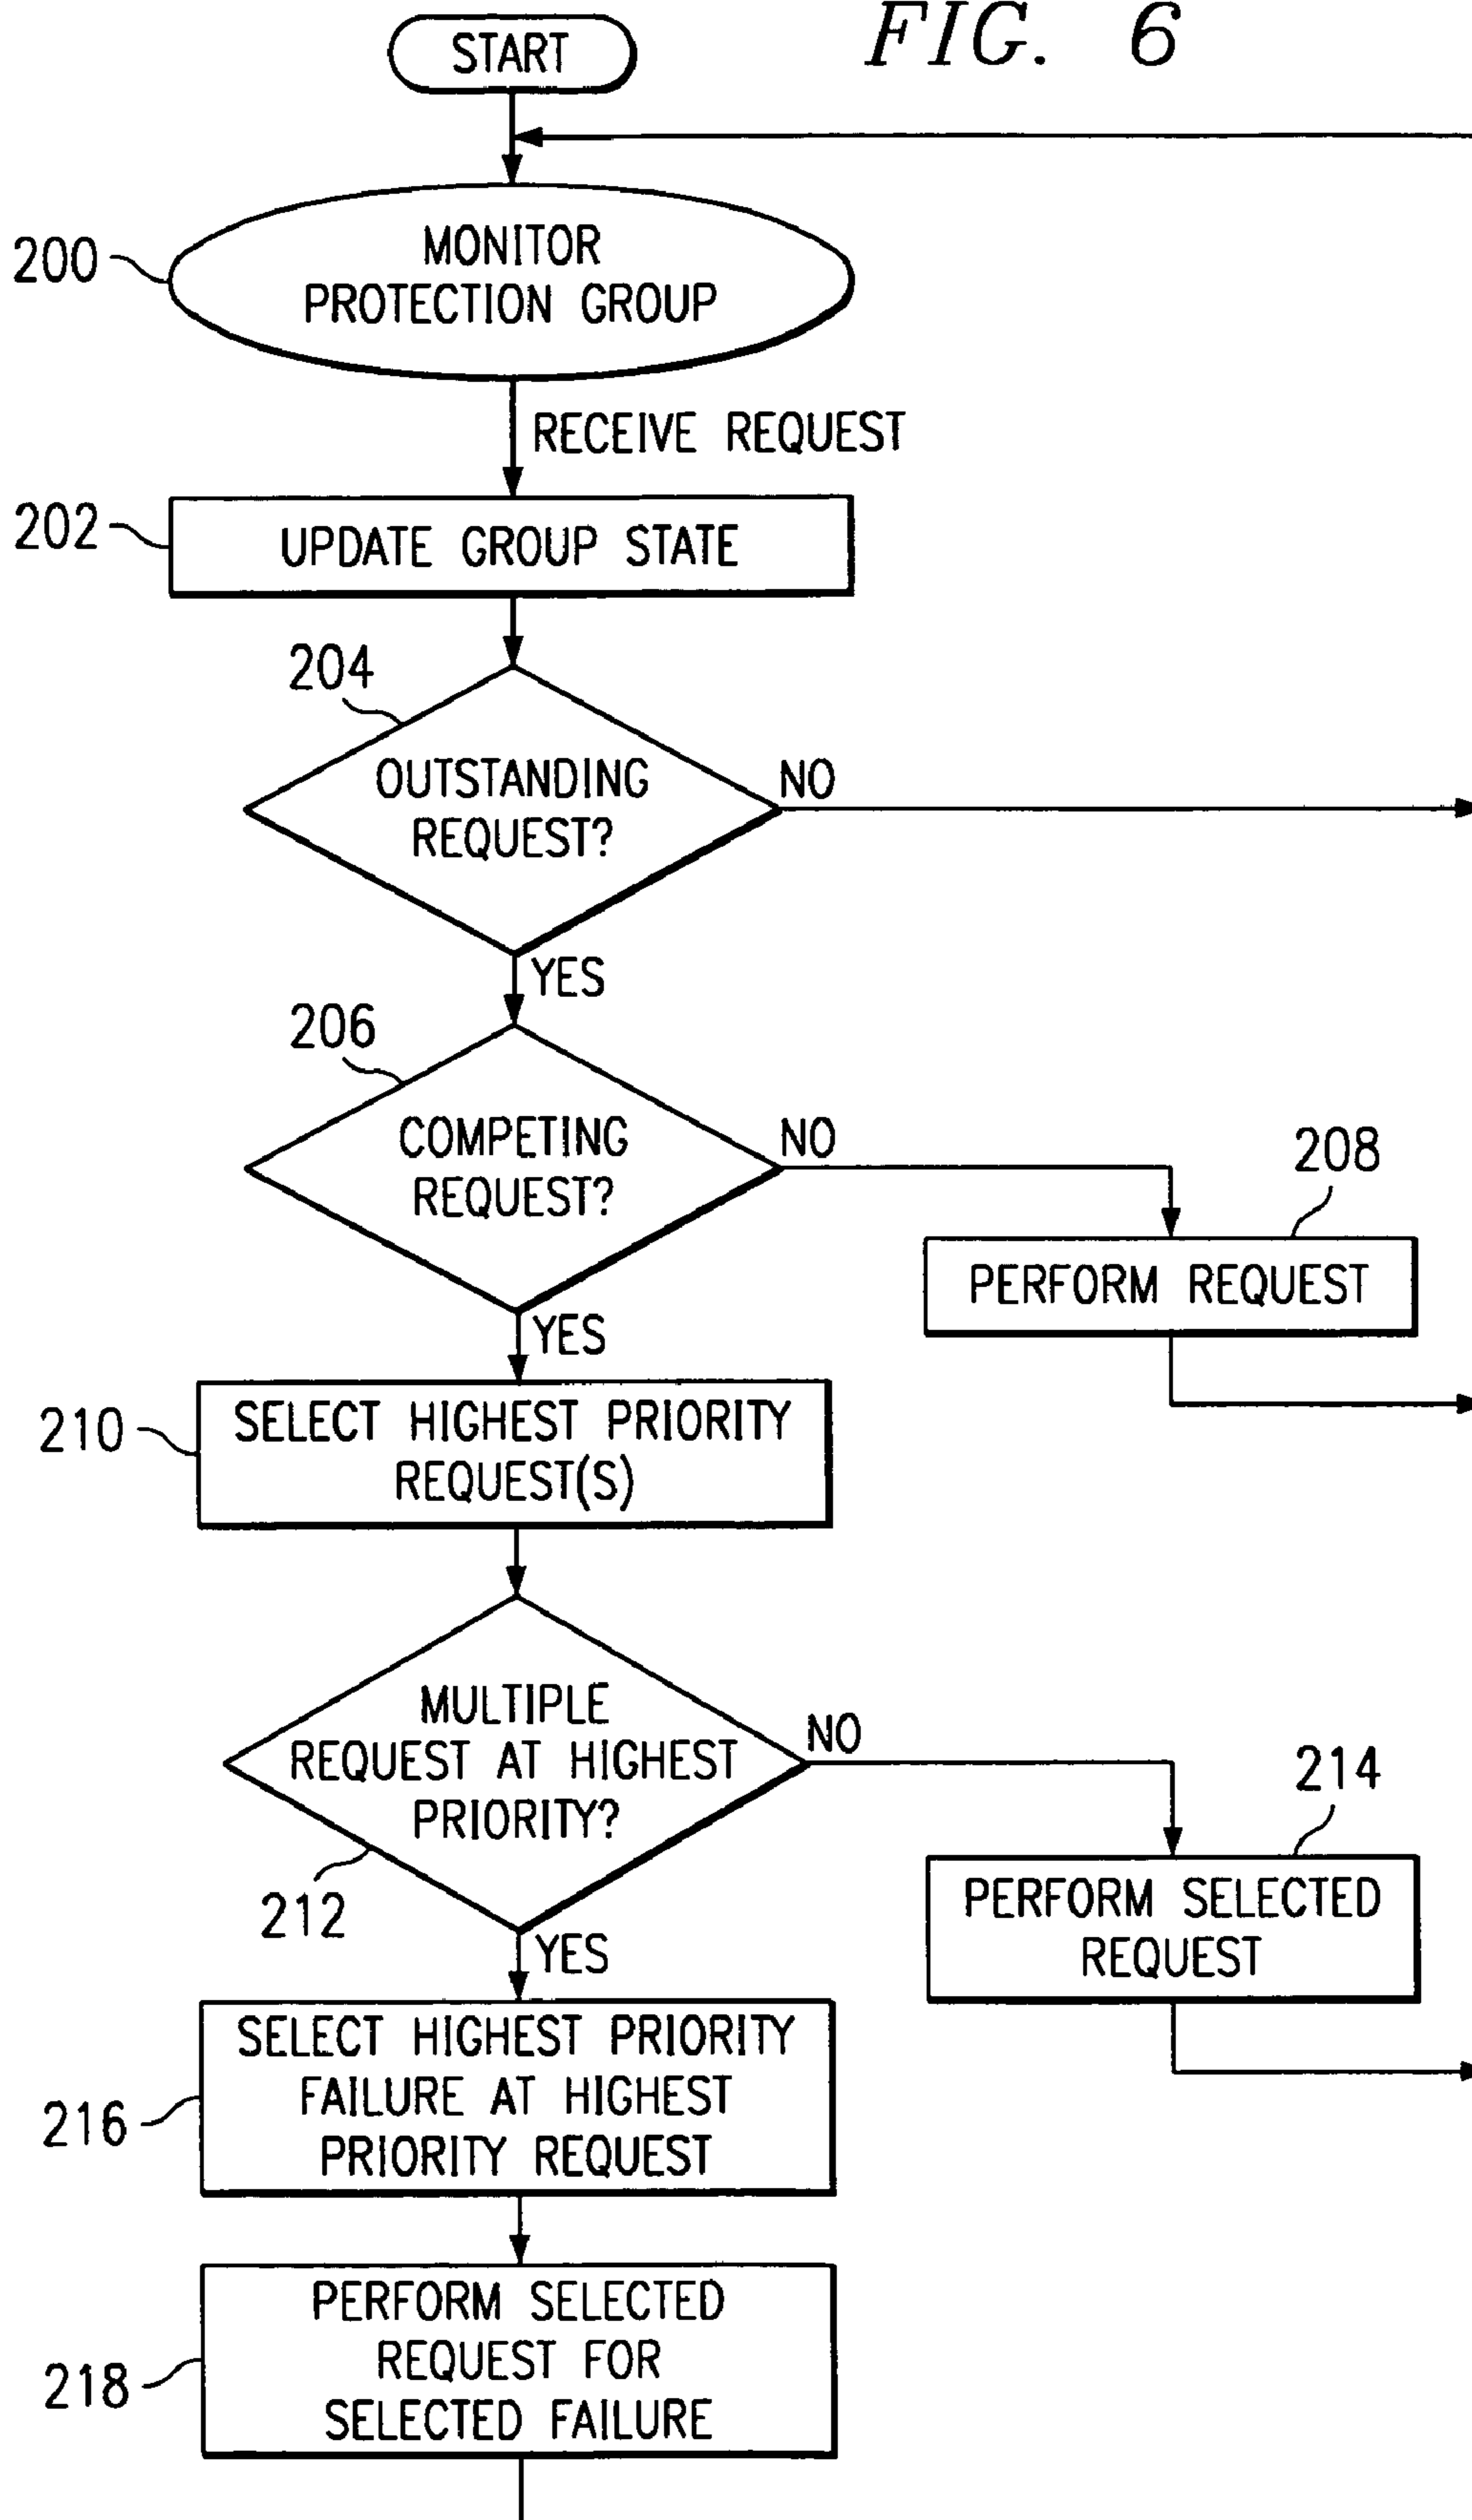 FIG. 6
START
200
MONITOR
PROTECTION GROUP
RECEIVE REQUEST
202
UPDATE GROUP STATE
204
OUTSTANDING
REQUEST?
NO
YES
206
COMPETING
REQUEST?
NO
208
PERFORM REQUEST
YES
210
SELECT HIGHEST PRIORITY
REQUEST(S)
MULTIPLE
REQUEST AT HIGHEST
PRIORITY?
NO
212
214
PERFORM SELECTED
REQUEST
YES
216
SELECT HIGHEST PRIORITY
FAILURE AT HIGHEST
PRIORITY REQUEST
218
PERFORM SELECTED
REQUEST FOR
SELECTED FAILURE